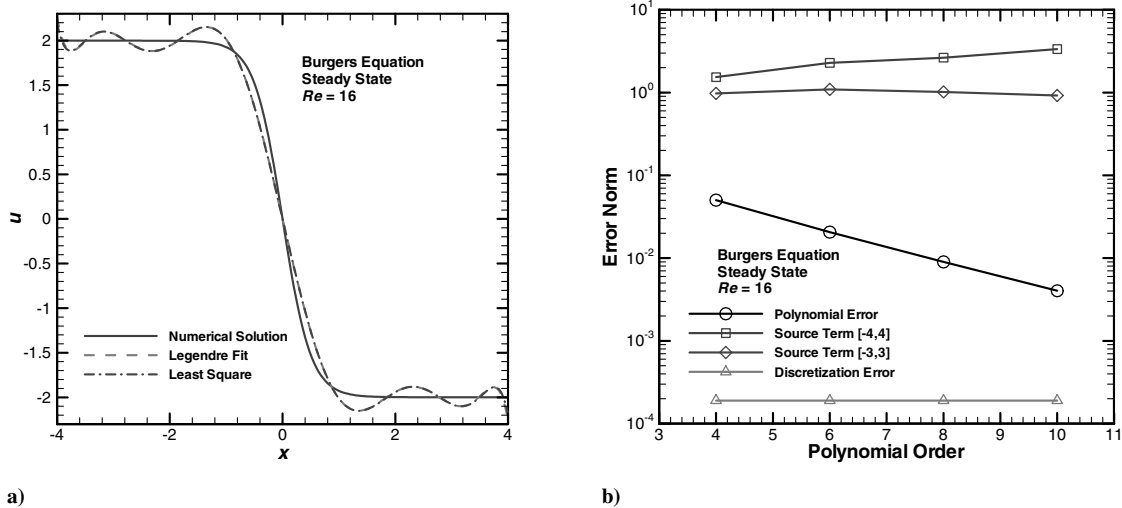 2
1.5
1
0.5
0
-0.5
-1
-1.5
-2
u
-4
-2
0
2
4
x
Burgers Equation
Steady State
Re = 16
Numerical Solution
Legendre Fit
Least Square
a)
10^1
10^0
10^-1
10^-2
10^-3
10^-4
Error Norm
3
4
5
6
7
8
9
10
11
Polynomial Order
Burgers Equation
Steady State
Re = 16
Polynomial Error
Source Term [-4,4]
Source Term [-3,3]
Discretization Error
b)